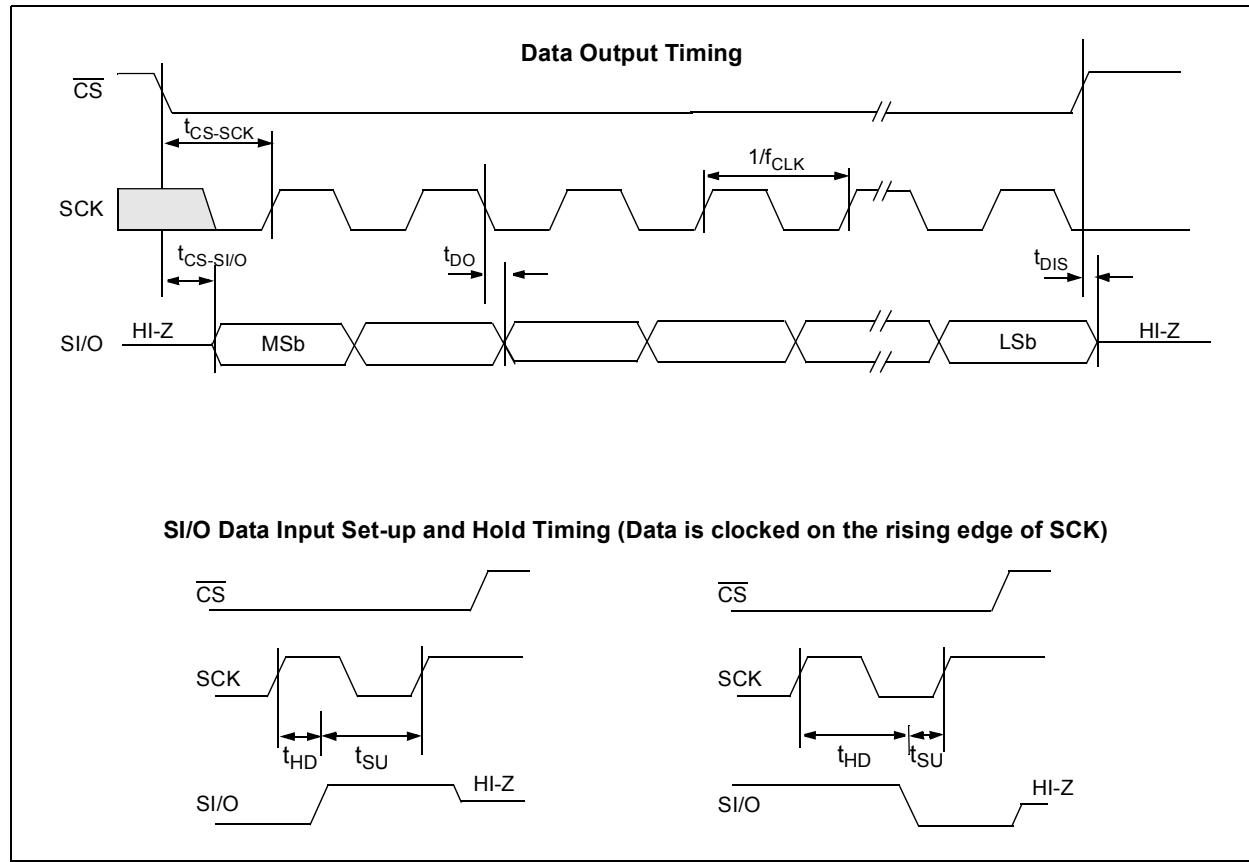 Data Output Timing
CS
tCS-SCK
1/fCLK
SCK
tCS-SI/O
tDO
tDIS
HI-Z
SI/O
MSb
LSb
HI-Z
SI/O Data Input Set-up and Hold Timing (Data is clocked on the rising edge of SCK)
CS
CS
SCK
SCK
tHD
tSU
tHD
tSU
SI/O
HI-Z
SI/O
HI-Z